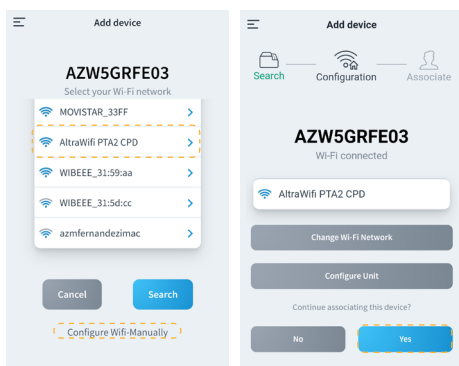 Add device
AZW5GRFE03
Select your Wi-Fi network
MOVISTAR_33FF
AltraWifi PTA2 CPD
WIBEEE_31:59:aa
WIBEEE_31:5d:cc
azmfernandezimac
Cancel
Search
Configure Wifi-Manually
Add device
Search
Configuration
Associate
AZW5GRFE03
Wi-Fi connected
AltraWifi PTA2 CPD
Change Wi-Fi Network
Configure Unit
Continue associating this device?
No
Yes